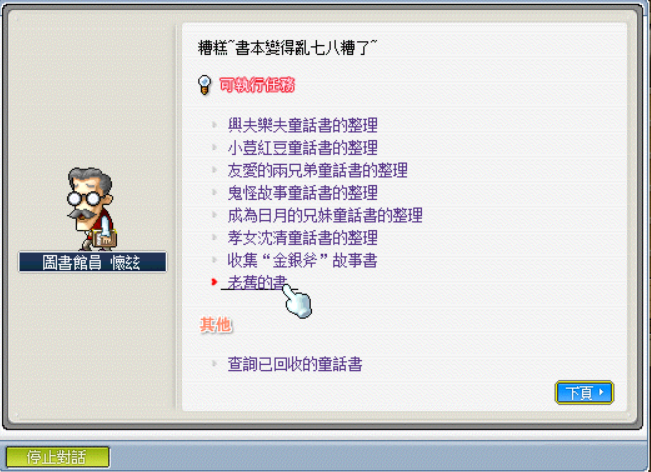 糟糕~書本變得亂七八糟了~
可執行任務
興夫樂夫童話書的整理
小荳紅豆童話書的整理
友愛的兩兄弟童話書的整理
鬼怪故事童話書的整理
成為日月的兄妹童話書的整理
孝女沈清童話書的整理
收集“金銀斧”故事書
老舊的書
圖書館員 懷玆
其他
查詢已回收的童話書
下頁
停止對話